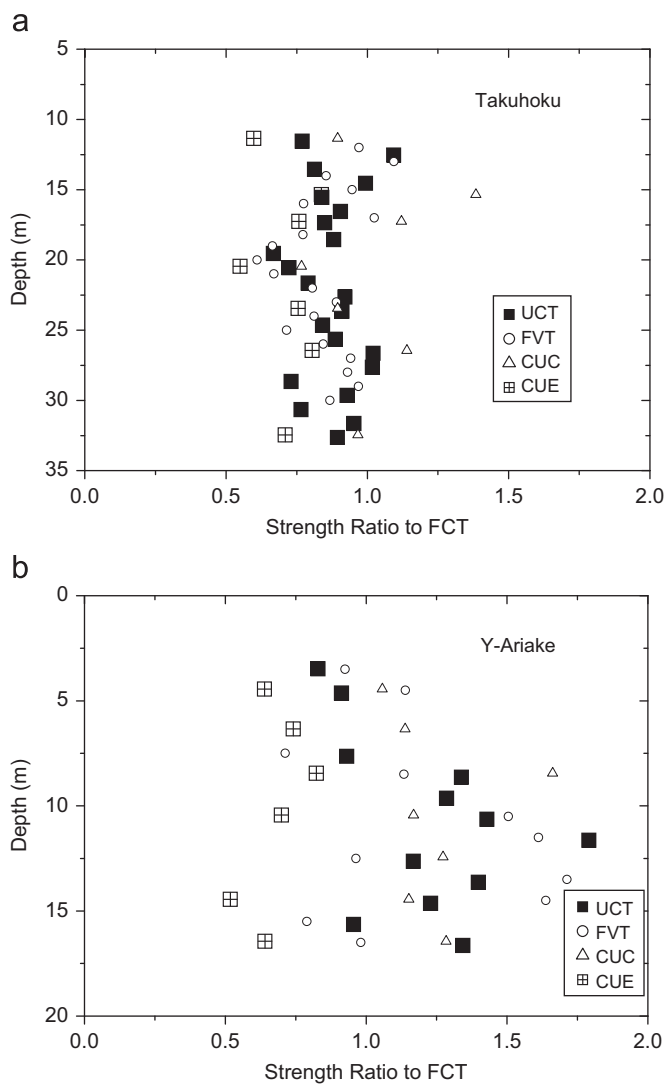 a
5
10
15
20
25
30
35
Depth (m)
Takuhoku
UCT
FVT
CUC
CUE
0.0 0.5 1.0 1.5 2.0
Strength Ratio to FCT
b
0
5
10
15
20
Depth (m)
Y-Ariake
UCT
FVT
CUC
CUE
0.0 0.5 1.0 1.5 2.0
Strength Ratio to FCT